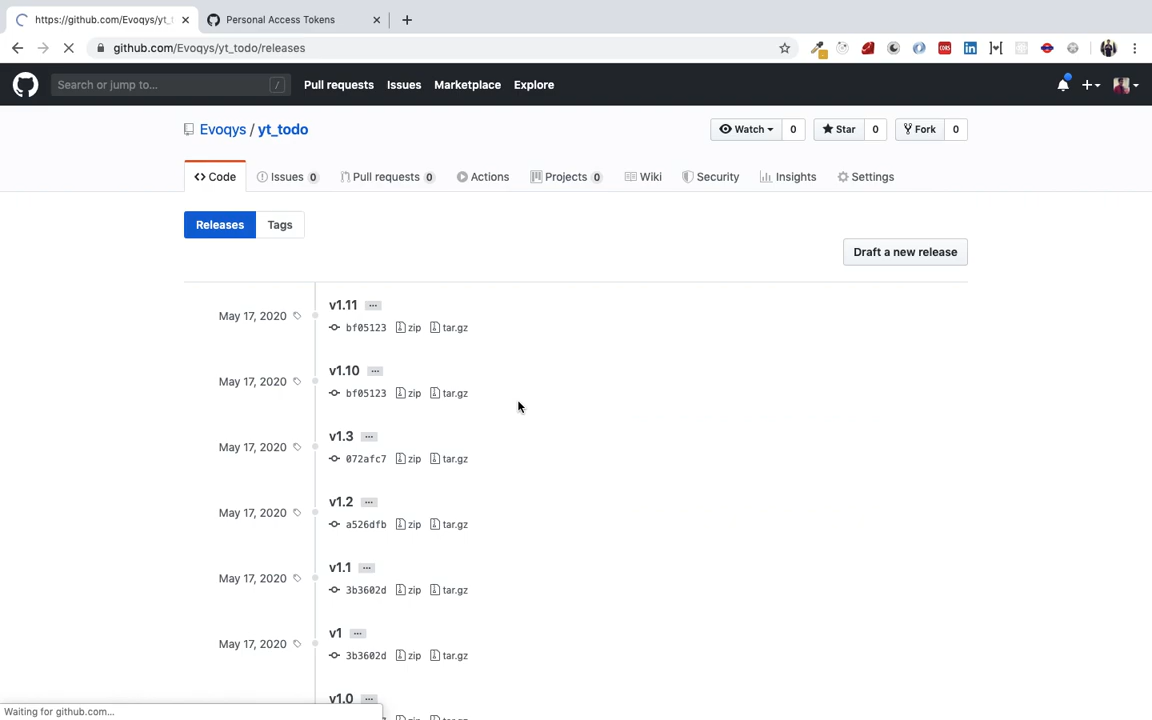 https://github.com/Evoqys/yt_t
Personal Access Tokens
github.com/Evoqys/yt_todo/releases
Search or jump to... /
Pull requests Issues Marketplace Explore
Evoqys / yt_todo
Watch 0 Star 0 Fork 0
Code Issues 0 Pull requests 0 Actions Projects 0 Wiki Security Insights Settings
Releases Tags
Draft a new release
May 17, 2020 v1.11 ...
bf05123 zip tar.gz
May 17, 2020 v1.10 ...
bf05123 zip tar.gz
May 17, 2020 v1.3 ...
072afc7 zip tar.gz
May 17, 2020 v1.2 ...
a526dfb zip tar.gz
May 17, 2020 v1.1 ...
3b3602d zip tar.gz
May 17, 2020 v1 ...
3b3602d zip tar.gz
v1.0 ...
Waiting for github.com...